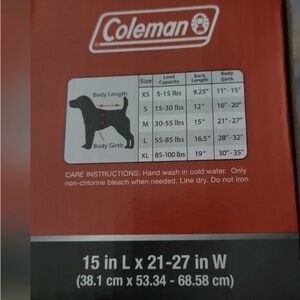 Coleman
Size Load Capacity Back Length Body Girth
XS 5-15 lbs 9.25" 11"-15"
S 15-30 lbs 12" 16"-20"
M 30-55 lbs 15" 21"-27"
L 55-85 lbs 16.5" 28"-32"
XL 85-100 lbs 19" 30"-35"
Body Length
Body Girth
CARE INSTRUCTIONS: Hand wash in cold water. Only
non-chlorine bleach when needed. Line dry. Do not iron
15 in L x 21-27 in W
(38.1 cm x 53.34 - 68.58 cm)